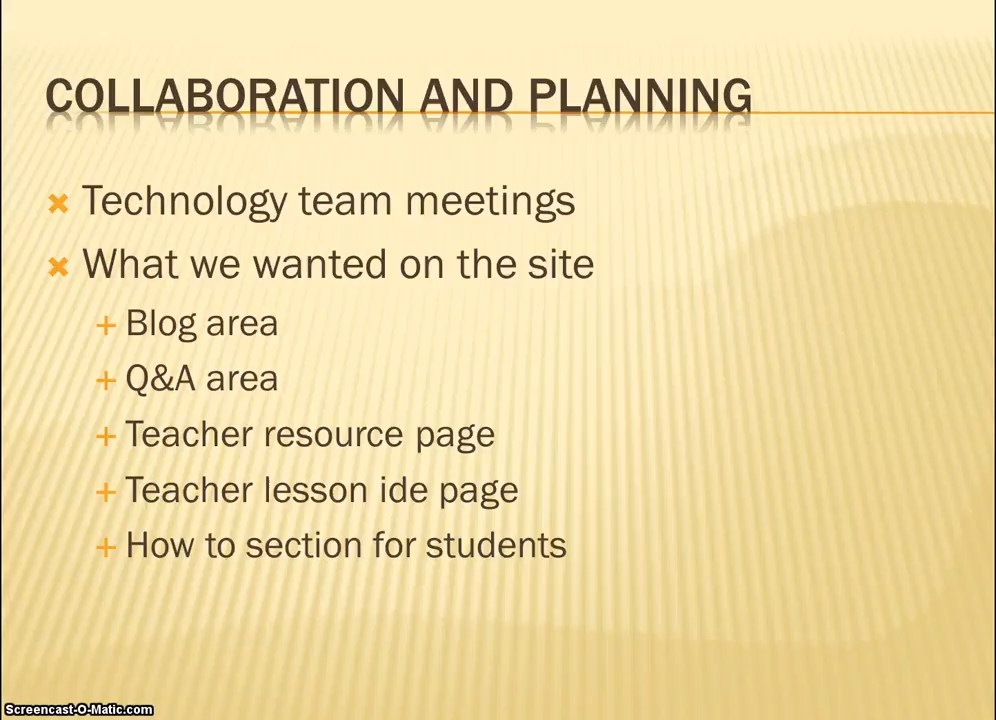 COLLABORATION AND PLANNING
Technology team meetings
What we wanted on the site
Blog area
Q&A area
Teacher resource page
Teacher lesson ide page
How to section for students
Screencast-O-Matic.com